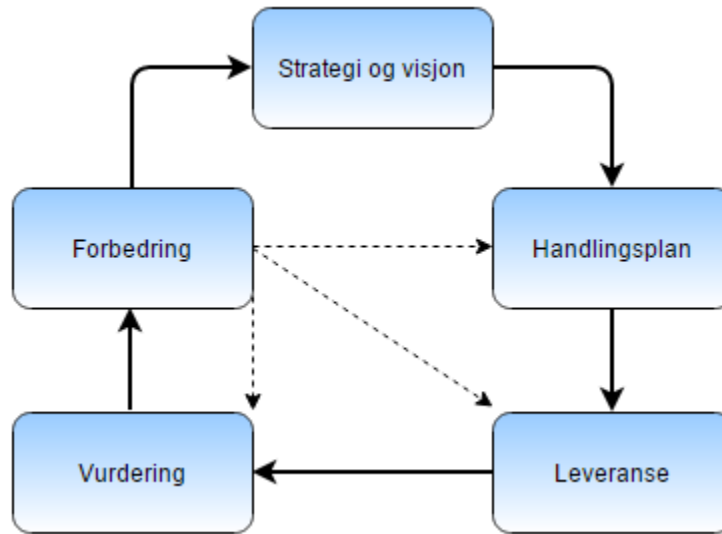 Strategi og visjon
Forbedring
Handlingsplan
Vurdering
Leveranse